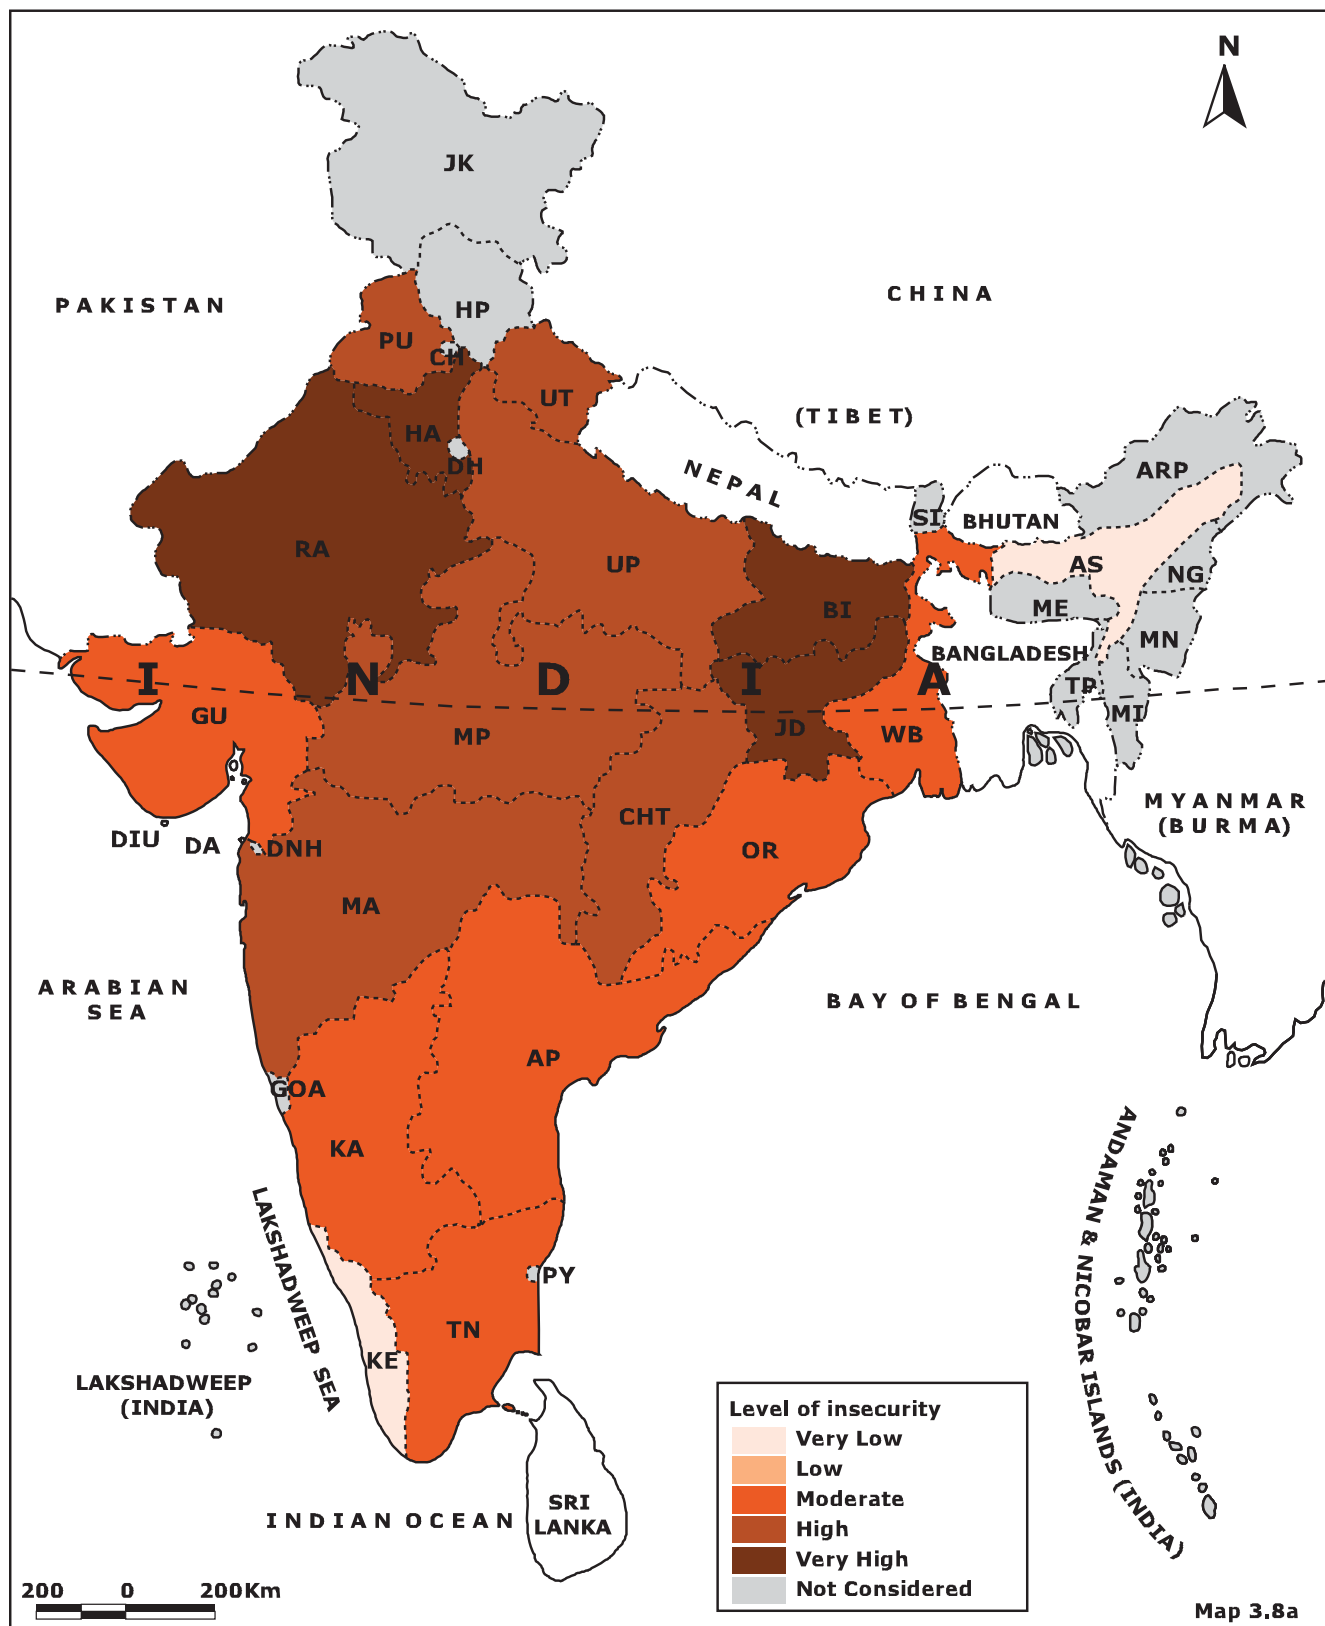 N
JK
PAKISTAN
HP
CHINA
PU
CH
UT
(TIBET)
HA
DH
NEPAL
ARP
SI
BHUTAN
RA
UP
AS
NG
BI
ME
MN
BANGLADESH
I N D I A
TP
GU
MI
MP
JD
WB
CHT
MYANMAR
(BURMA)
DIU
DA
DNH
OR
MA
ARABIAN
SEA
BAY OF BENGAL
AP
GOA
KA
ANDAMAN & NICOBAR ISLANDS (INDIA)
LAKSHADWEEP SEA
PY
TN
KE
LAKSHADWEEP
(INDIA)
Level of insecurity
Very Low
Low
Moderate
High
Very High
Not Considered
SRI
LANKA
INDIAN OCEAN
200 0 200Km
Map 3.8a